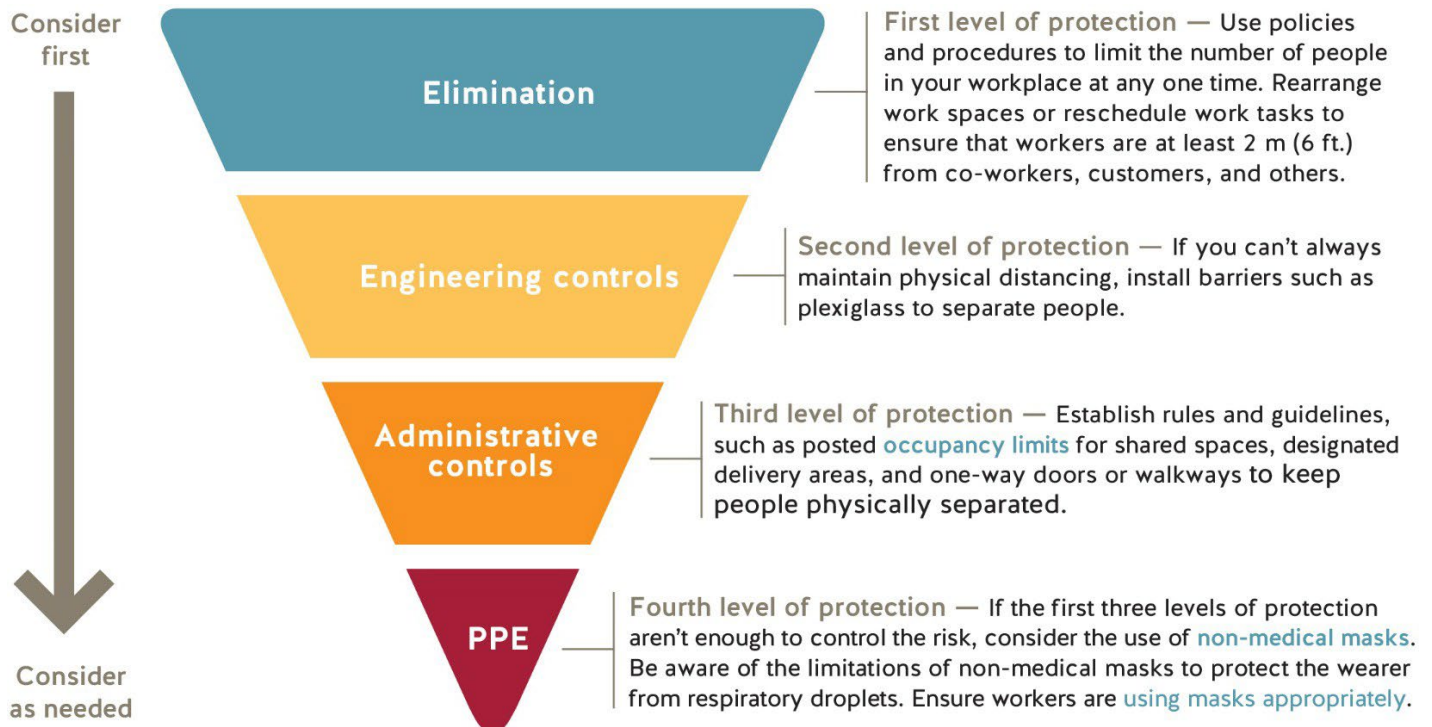 Consider
first
Elimination
First level of protection — Use policies
and procedures to limit the number of people
in your workplace at any one time. Rearrange
work spaces or reschedule work tasks to
ensure that workers are at least 2 m (6 ft.)
from co-workers, customers, and others.
Engineering controls
Second level of protection — If you can’t always
maintain physical distancing, install barriers such as
plexiglass to separate people.
Administrative
controls
Third level of protection — Establish rules and guidelines,
such as posted occupancy limits for shared spaces, designated
delivery areas, and one-way doors or walkways to keep
people physically separated.
PPE
Fourth level of protection — If the first three levels of protection
aren’t enough to control the risk, consider the use of non-medical masks.
Be aware of the limitations of non-medical masks to protect the wearer
from respiratory droplets. Ensure workers are using masks appropriately.
Consider
as needed